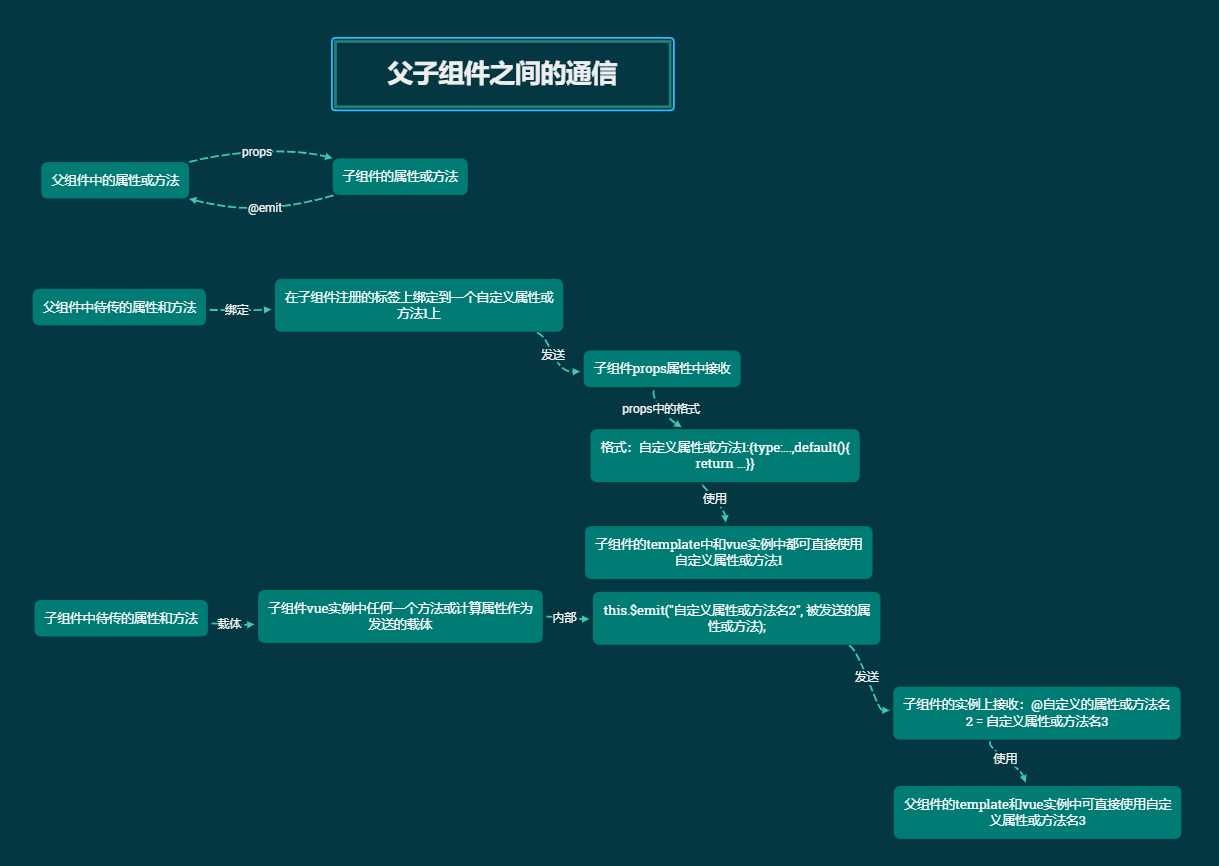 父子组件之间的通信
props
父组件中的属性或方法
子组件的属性或方法
@emit
父组件中待传的属性和方法
绑定
在子组件注册的标签上绑定到一个自定义属性或
方法1上
发送
子组件props属性中接收
props中的格式
格式：自定义属性或方法1:{type:...,default(){
return ...}}
使用
子组件的template中和vue实例中都可直接使用
自定义属性或方法1
子组件中待传的属性和方法
载体
子组件vue实例中任何一个方法或计算属性作为
发送的载体
内部
this.$emit("自定义属性或方法名2", 被发送的属
性或方法);
发送
子组件的实例上接收：@自定义的属性或方法名
2 = 自定义属性或方法名3
使用
父组件的template和vue实例中可直接使用自定
义属性或方法名3